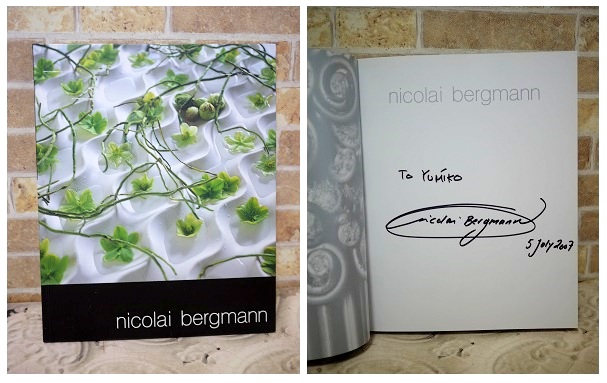 nicolai bergmann
nicolai bergmann
To Yumiko
nicolai Bergmann
5 July 2007